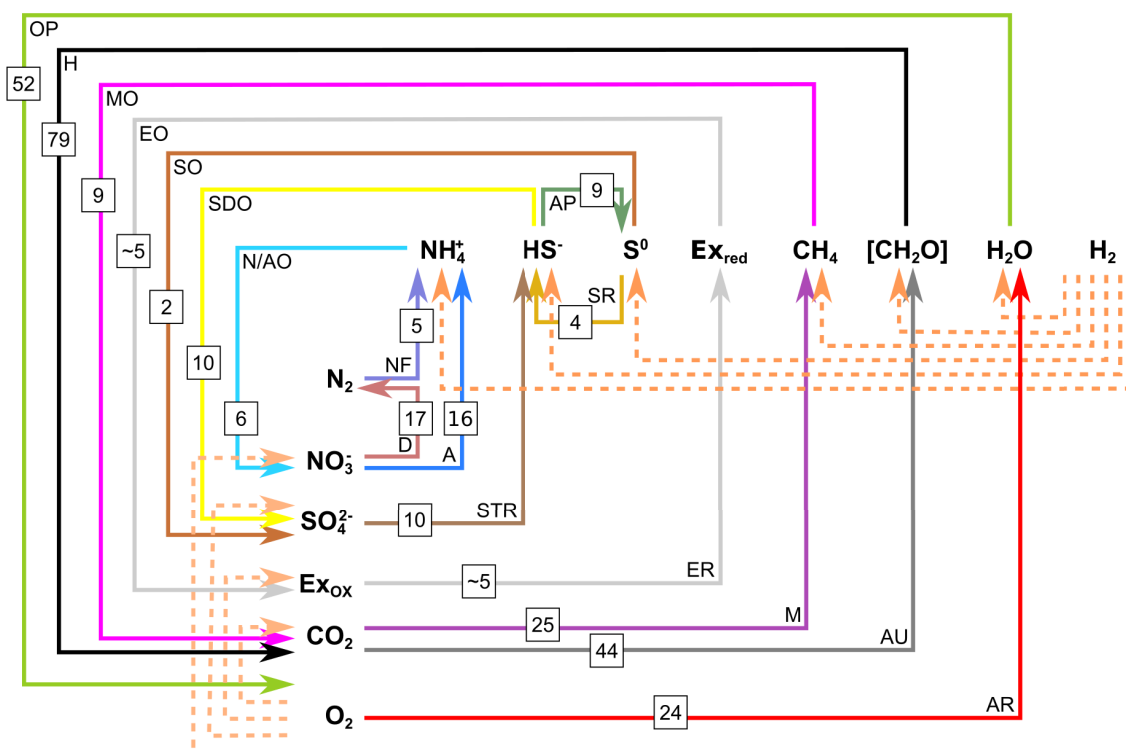 OP
H
52
MO
79
EO
SO
9
SDO
AP
9
~5
N/AO
NH₄⁺
HS⁻
S⁰
Ex_red
CH₄
[CH₂O]
H₂O
H₂
2
SR
5
4
10
NF
N₂
6
17
16
D
A
NO₃⁻
STR
SO₄²⁻
10
ER
Ex_OX
~5
M
CO₂
25
AU
44
AR
O₂
24